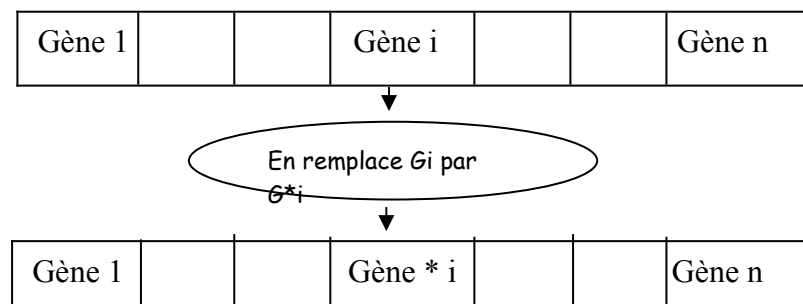 Gène 1 Gène i Gène n
En remplace Gi par
G*i
Gène 1 Gène * i Gène n